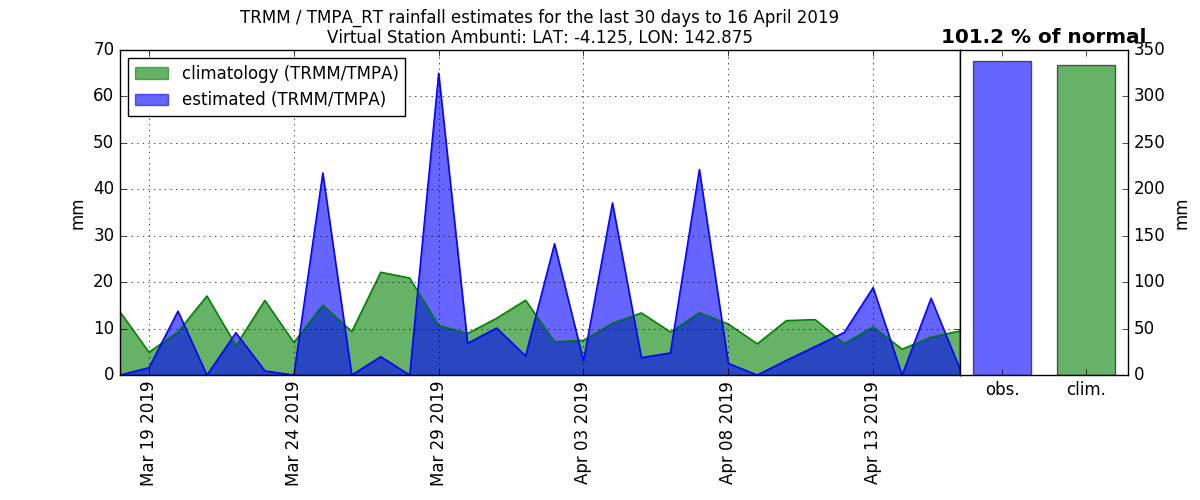 TRMM / TMPA_RT rainfall estimates for the last 30 days to 16 April 2019
Virtual Station Ambunti: LAT: -4.125, LON: 142.875
101.2 % of normal
climatology (TRMM/TMPA)
estimated (TRMM/TMPA)
70
60
50
40
30
20
10
0
mm
350
300
250
200
150
100
50
0
mm
Mar 19 2019
Mar 24 2019
Mar 29 2019
Apr 03 2019
Apr 08 2019
Apr 13 2019
obs.
clim.